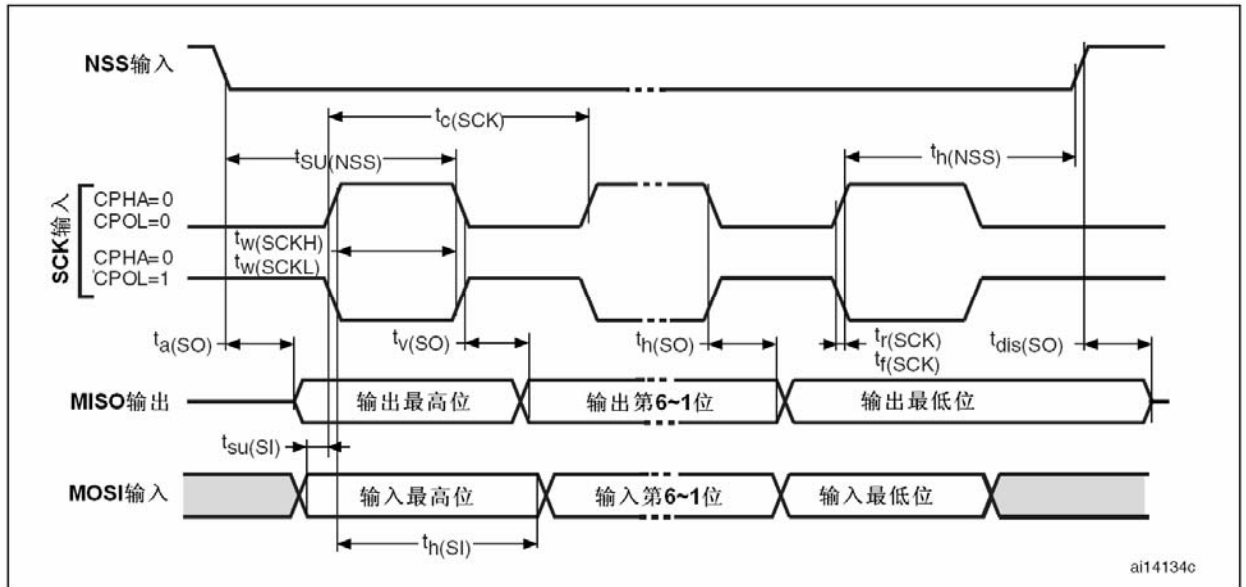 NSS输入
tc(SCK)
tSU(NSS)
th(NSS)
SCK输入
CPHA=0
CPOL=0
tw(SCKH)
CPHA=0
tw(SCKL)
CPOL=1
ta(SO)
tv(SO)
th(SO)
tr(SCK)
tf(SCK)
tdis(SO)
MISO输出
输出最高位
输出第6~1位
输出最低位
tsu(SI)
MOSI输入
输入最高位
输入第6~1位
输入最低位
th(SI)
ai14134c